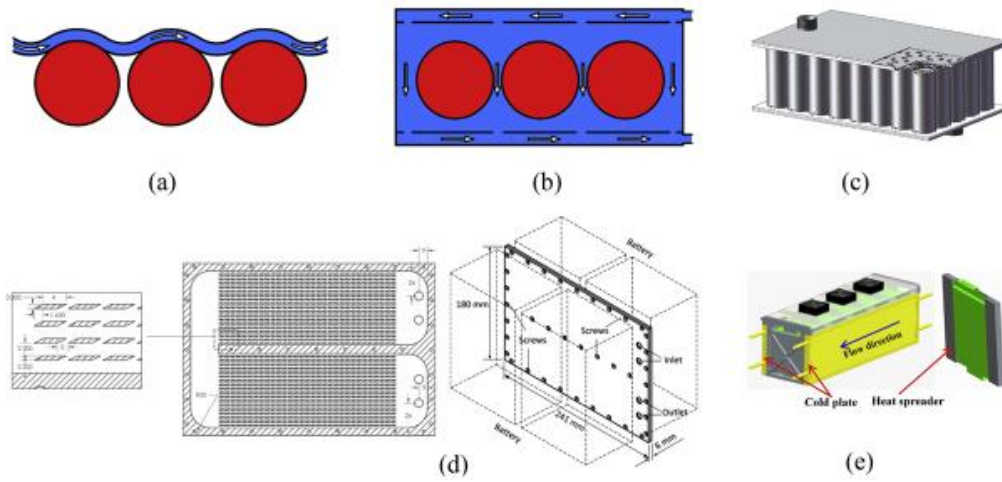 (a)
(b)
(c)
180 mm
Battery
Screws
Screws
Inlet
Outlet
241 mm
6 mm
Battery
(d)
Flow direction
Cold plate
Heat spreader
(e)